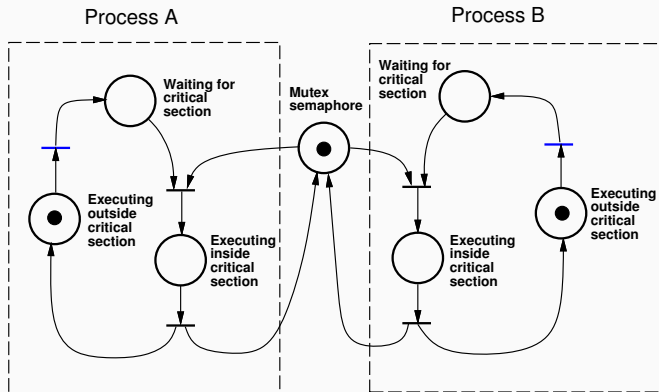 Process A
Process B
Waiting for
critical
section
Mutex
semaphore
Waiting for
critical
section
Executing
outside
critical
section
Executing
inside
critical
section
Executing
inside
critical
section
Executing
outside
critical
section